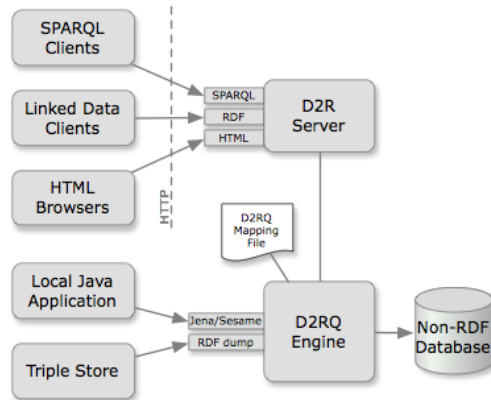 SPARQL
Clients
Linked Data
Clients
HTML
Browsers
HTTP
SPARQL
RDF
HTML
D2R
Server
D2RQ
Mapping
File
Local Java
Application
Triple Store
Jena/Sesame
RDF dump
D2RQ
Engine
Non-RDF
Database